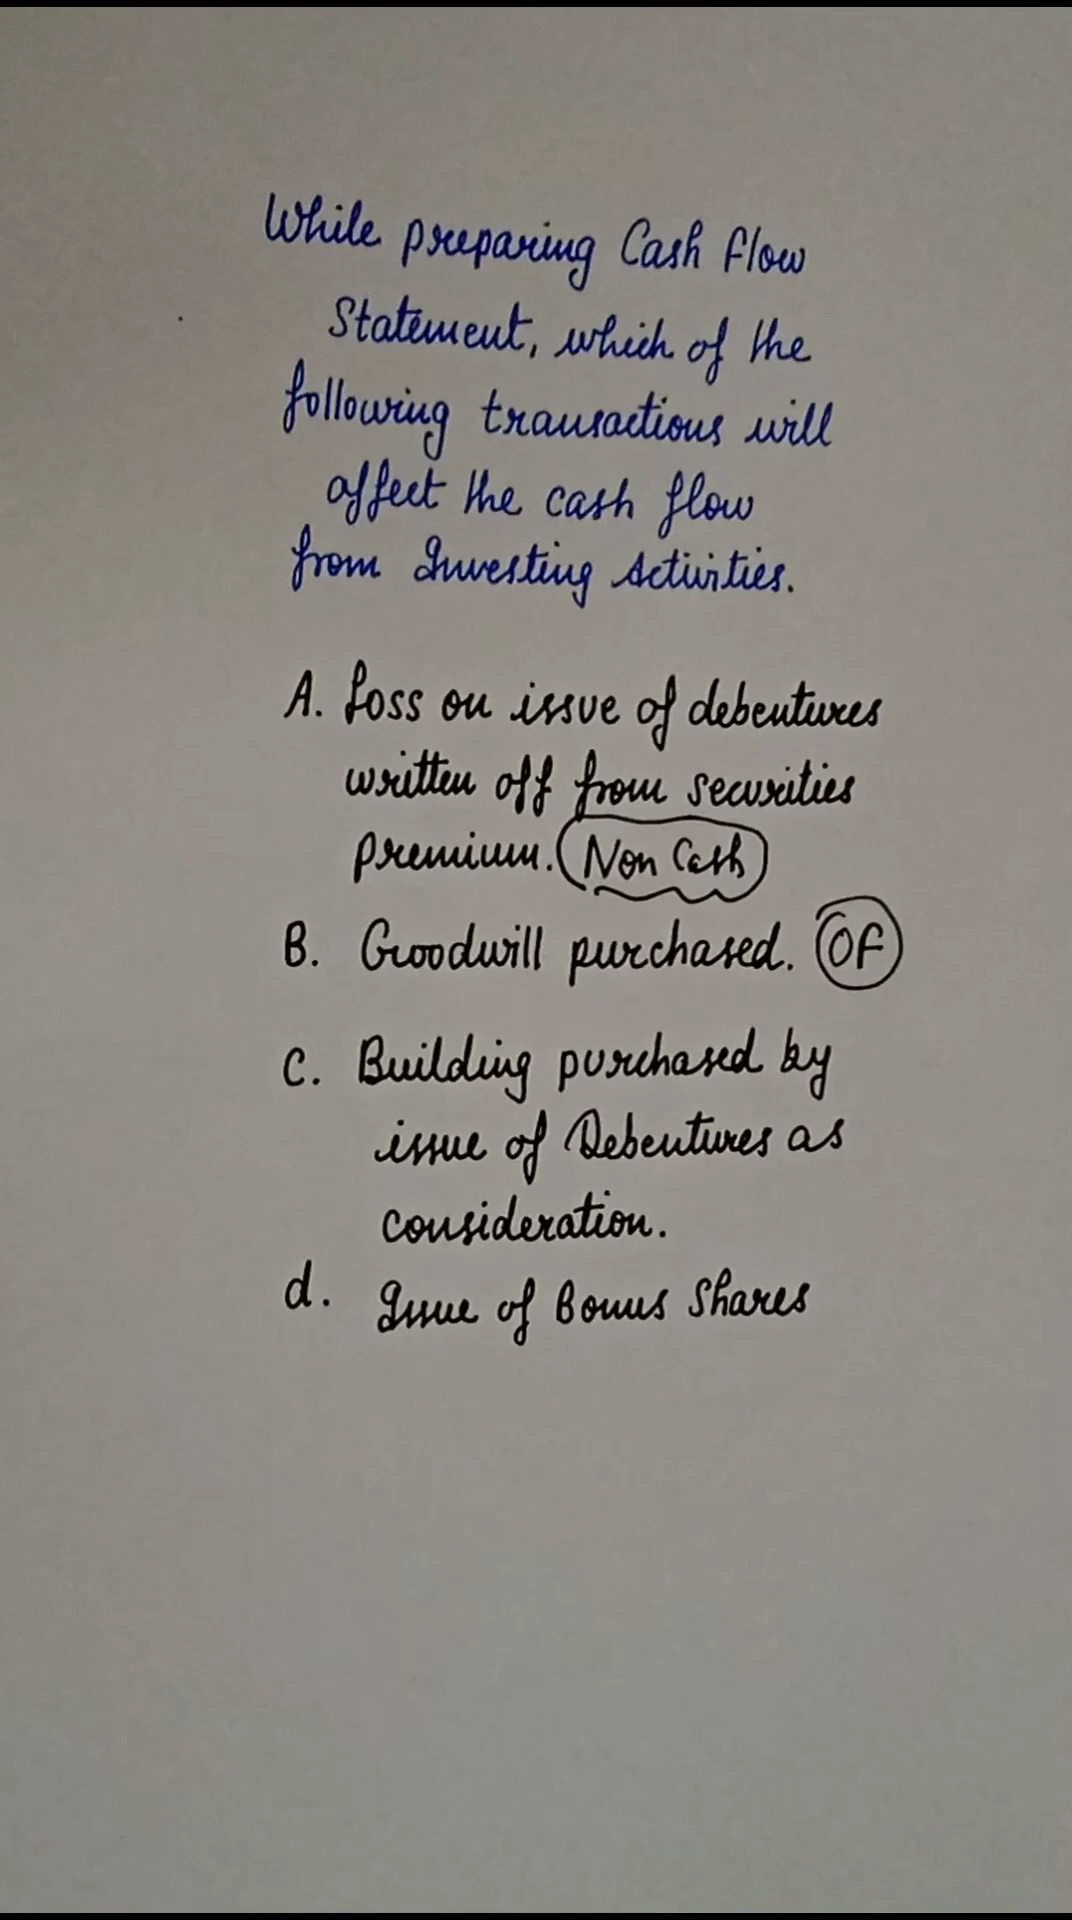 While preparing Cash flow
Statement, which of the
following transactions will
affect the cash flow
from Investing Activities.
A. Loss on issue of debentures
written off from securities
premium. (Non Cash)
B. Goodwill purchased. OF
C. Building purchased by
issue of Debentures as
consideration.
d. Issue of Bonus Shares